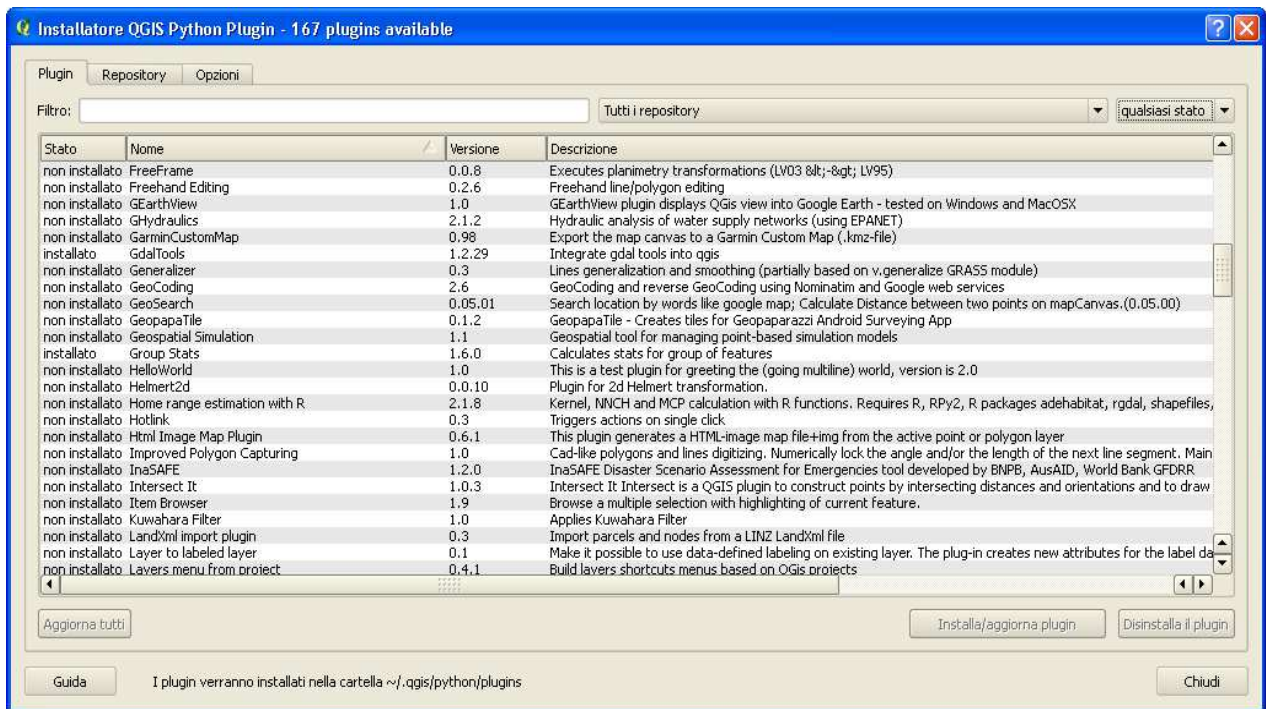 Installatore QGIS Python Plugin - 167 plugins available
Plugin Repository Opzioni
Filtro: Tutti i repository qualsiasi stato
Stato Nome Versione Descrizione
non installato FreeFrame 0.0.8 Executes planimetry transformations (LV03 &lt;-&gt; LV95)
non installato Freehand Editing 0.2.6 Freehand line/polygon editing
non installato GEarthView 1.0 GEarthView plugin displays QGis view into Google Earth - tested on Windows and MacOSX
non installato GHydraulics 2.1.2 Hydraulic analysis of water supply networks (using EPANET)
non installato GarminCustomMap 0.98 Export the map canvas to a Garmin Custom Map (.kmz-file)
installato GdalTools 1.2.29 Integrate gdal tools into qgis
non installato Generalizer 0.3 Lines generalization and smoothing (partially based on v.generalize GRASS module)
non installato GeoCoding 2.6 GeoCoding and reverse GeoCoding using Nominatim and Google web services
non installato GeoSearch 0.05.01 Search location by words like google map; Calculate Distance between two points on mapCanvas.(0.05.00)
non installato GeopapaTile 0.1.2 GeopapaTile - Creates tiles for Geopaparazzi Android Surveying App
non installato Geospatial Simulation 1.1 Geospatial tool for managing point-based simulation models
installato Group Stats 1.6.0 Calculates stats for group of features
non installato HelloWorld 1.0 This is a test plugin for greeting the (going multiline) world, version is 2.0
non installato Helmert2d 0.0.10 Plugin for 2d Helmert transformation.
non installato Home range estimation with R 2.1.8 Kernel, NNCH and MCP calculation with R functions. Requires R, RPy2, R packages adehabitat, rgdal, shapefiles,
non installato Hotlink 0.3 Triggers actions on single click
non installato Html Image Map Plugin 0.6.1 This plugin generates a HTML-image map file+img from the active point or polygon layer
non installato Improved Polygon Capturing 1.0 Cad-like polygons and lines digitizing. Numerically lock the angle and/or the length of the next line segment. Main
non installato InaSAFE 1.2.0 InaSAFE Disaster Scenario Assessment for Emergencies tool developed by BNPB, AusAID, World Bank GFDRR
non installato Intersect It 1.0.3 Intersect It Intersect is a QGIS plugin to construct points by intersecting distances and orientations and to draw
non installato Item Browser 1.9 Browse a multiple selection with highlighting of current feature.
non installato Kuwahara Filter 1.0 Applies Kuwahara Filter
non installato LandXml import plugin 0.3 Import parcels and nodes from a LINZ LandXml file
non installato Layer to labeled layer 0.1 Make it possible to use data-defined labeling on existing layer. The plug-in creates new attributes for the label da
non installato Layers menu from project 0.4.1 Build layers shortcuts menus based on QGis projects
Aggiorna tutti Installa/aggiorna plugin Disinstalla il plugin
Guida I plugin verranno installati nella cartella ~/.qgis/python/plugins Chiudi